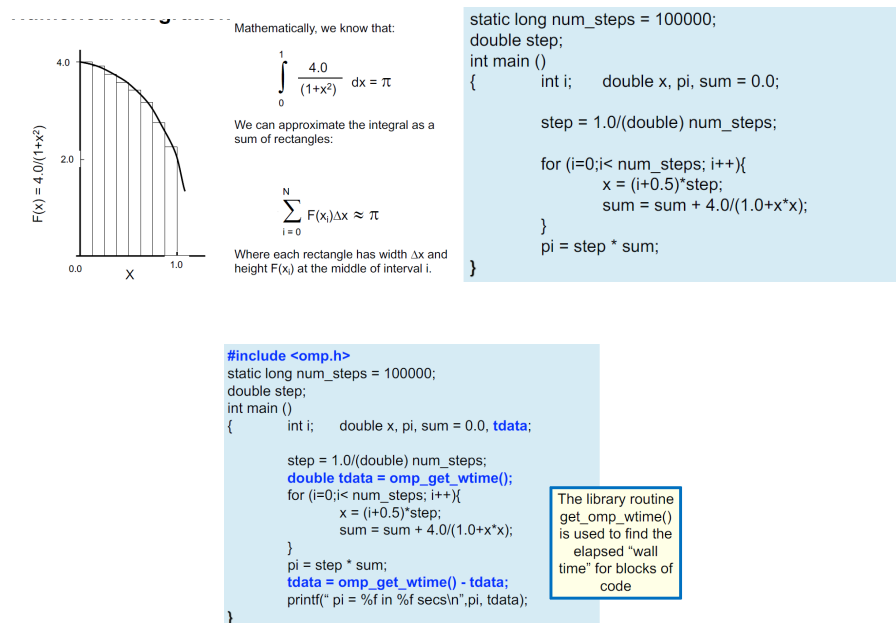 Mathematically, we know that:
1
∫ 4.0 / (1+x²) dx = π
0
We can approximate the integral as a
sum of rectangles:
N
∑ F(xᵢ)Δx ≈ π
i = 0
Where each rectangle has width Δx and
height F(xᵢ) at the middle of interval i.
F(x) = 4.0/(1+x²)
4.0
2.0
0.0
1.0
X
static long num_steps = 100000;
double step;
int main ()
{ int i; double x, pi, sum = 0.0;
step = 1.0/(double) num_steps;
for (i=0;i< num_steps; i++){
x = (i+0.5)*step;
sum = sum + 4.0/(1.0+x*x);
}
pi = step * sum;
}
#include <omp.h>
static long num_steps = 100000;
double step;
int main ()
{ int i; double x, pi, sum = 0.0, tdata;
step = 1.0/(double) num_steps;
double tdata = omp_get_wtime();
for (i=0;i< num_steps; i++){
x = (i+0.5)*step;
sum = sum + 4.0/(1.0+x*x);
}
pi = step * sum;
tdata = omp_get_wtime() - tdata;
printf(“ pi = %f in %f secs\n”,pi, tdata);
}
The library routine
get_omp_wtime()
is used to find the
elapsed “wall
time” for blocks of
code